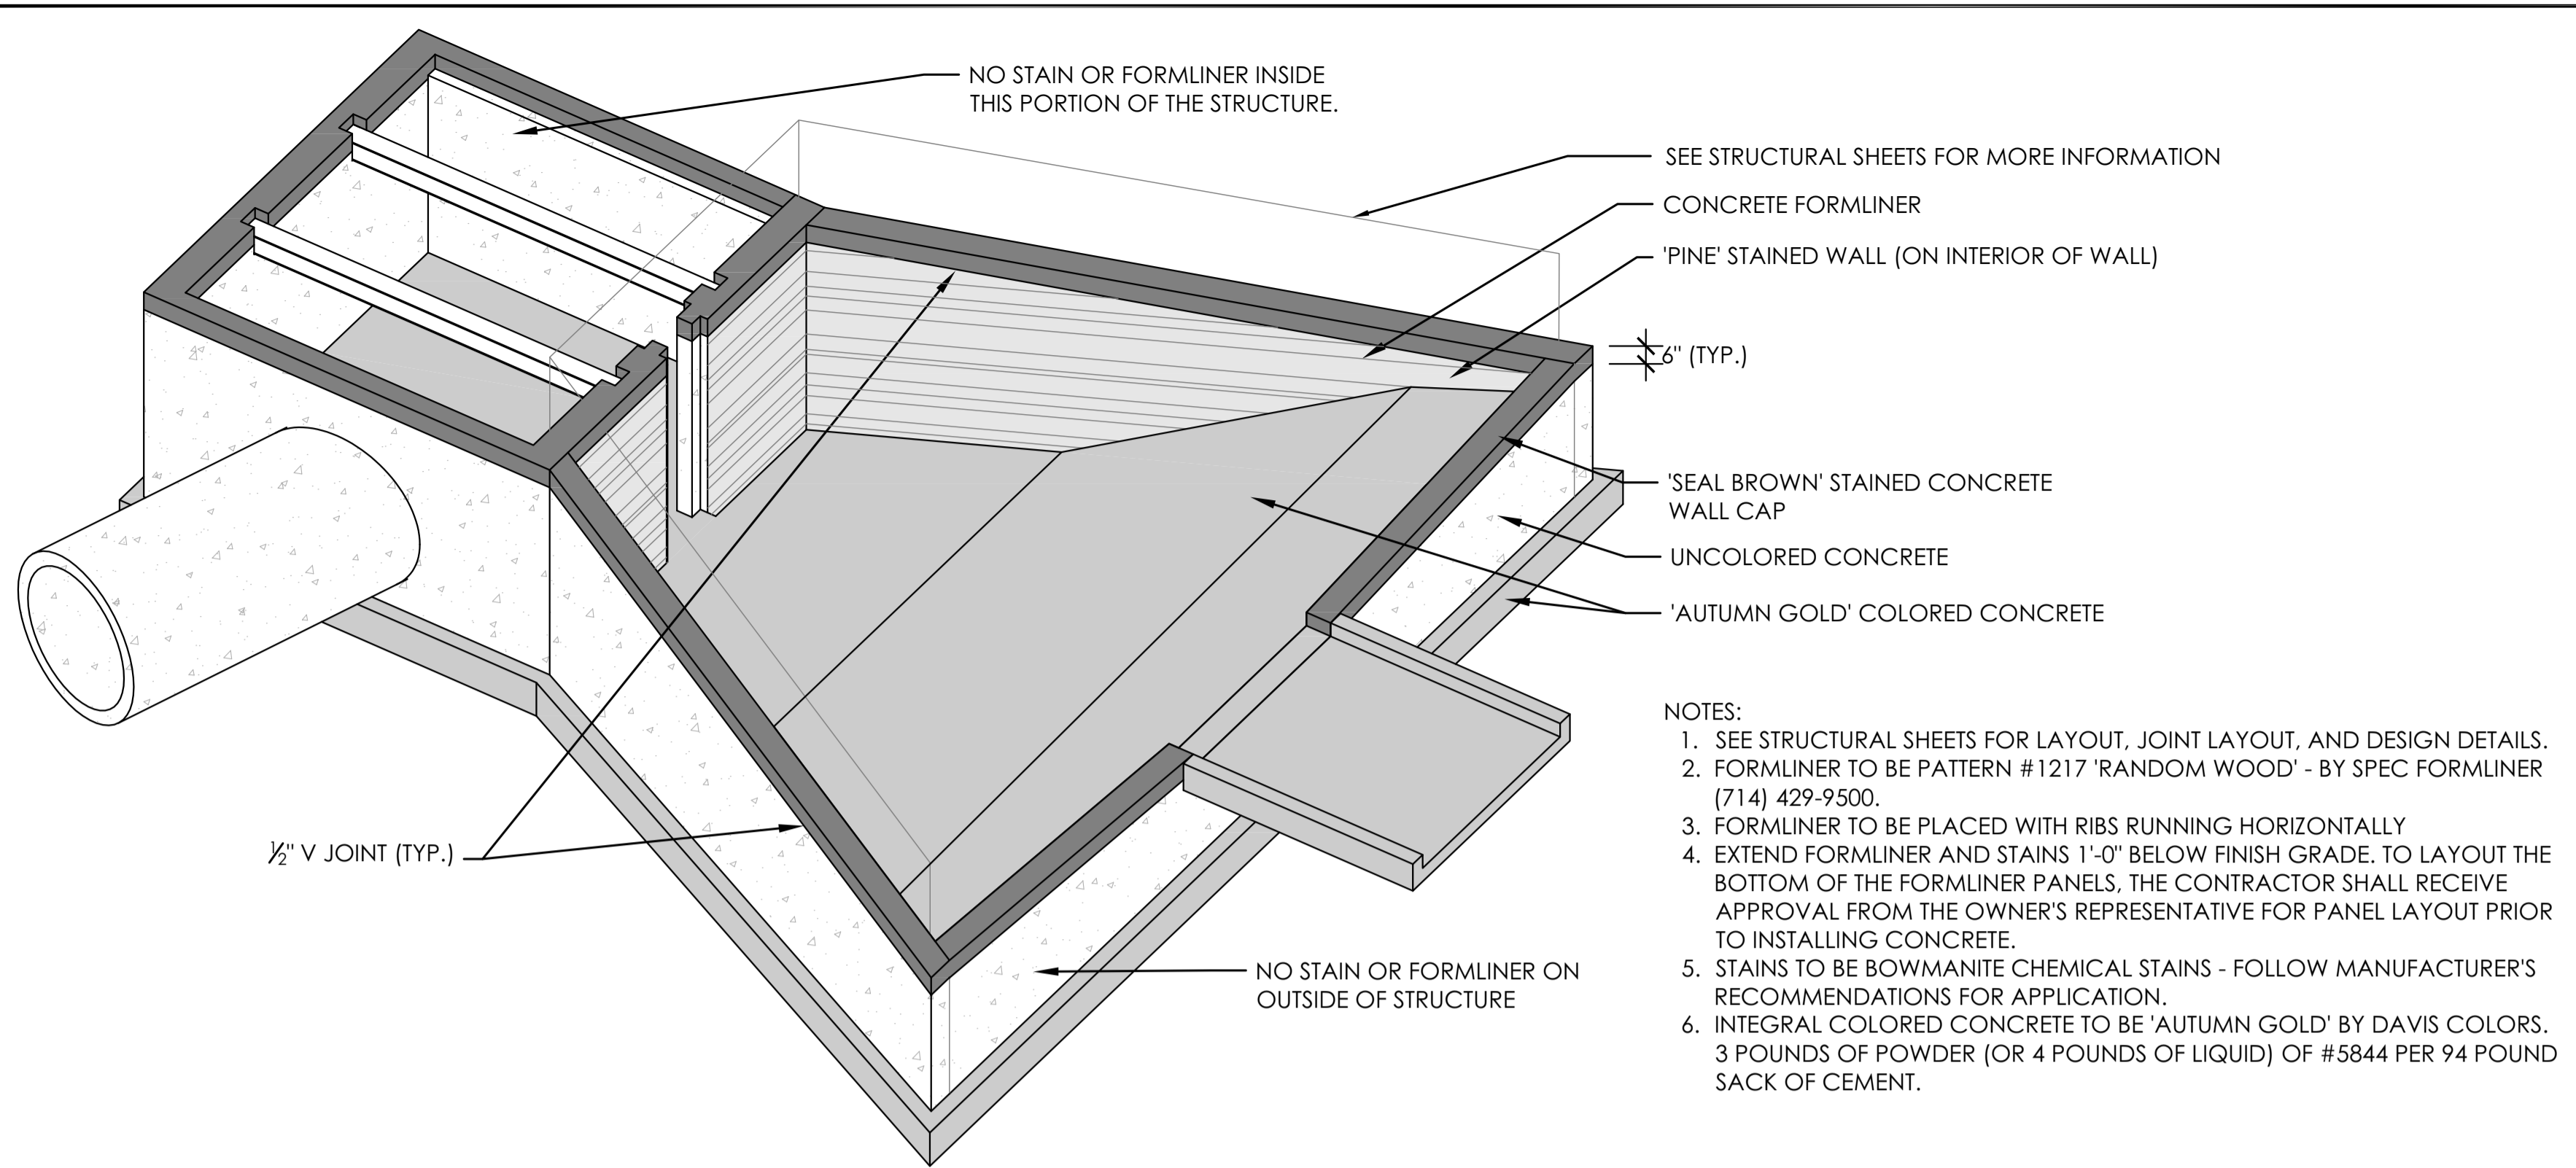 NO STAIN OR FORMLINER INSIDE
THIS PORTION OF THE STRUCTURE.
SEE STRUCTURAL SHEETS FOR MORE INFORMATION
CONCRETE FORMLINER
'PINE' STAINED WALL (ON INTERIOR OF WALL)
6" (TYP.)
'SEAL BROWN' STAINED CONCRETE
WALL CAP
UNCOLORED CONCRETE
'AUTUMN GOLD' COLORED CONCRETE
½" V JOINT (TYP.)
NO STAIN OR FORMLINER ON
OUTSIDE OF STRUCTURE
NOTES:
1. SEE STRUCTURAL SHEETS FOR LAYOUT, JOINT LAYOUT, AND DESIGN DETAILS.
2. FORMLINER TO BE PATTERN #1217 'RANDOM WOOD' - BY SPEC FORMLINER
(714) 429-9500.
3. FORMLINER TO BE PLACED WITH RIBS RUNNING HORIZONTALLY
4. EXTEND FORMLINER AND STAINS 1'-0" BELOW FINISH GRADE. TO LAYOUT THE
BOTTOM OF THE FORMLINER PANELS, THE CONTRACTOR SHALL RECEIVE
APPROVAL FROM THE OWNER'S REPRESENTATIVE FOR PANEL LAYOUT PRIOR
TO INSTALLING CONCRETE.
5. STAINS TO BE BOWMANITE CHEMICAL STAINS - FOLLOW MANUFACTURER'S
RECOMMENDATIONS FOR APPLICATION.
6. INTEGRAL COLORED CONCRETE TO BE 'AUTUMN GOLD' BY DAVIS COLORS.
3 POUNDS OF POWDER (OR 4 POUNDS OF LIQUID) OF #5844 PER 94 POUND
SACK OF CEMENT.